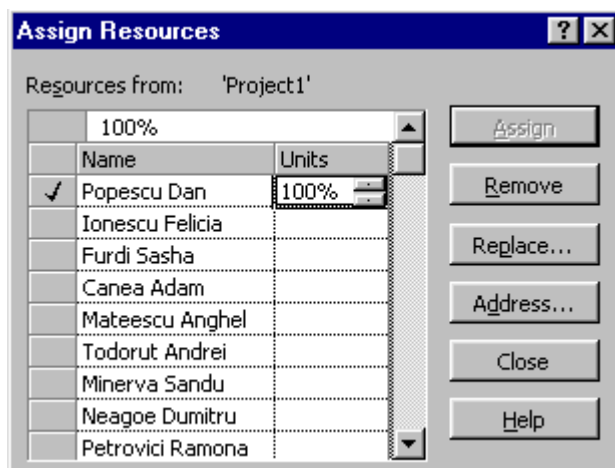 Assign Resources
Resources from: 'Project1'
100%
Name Units
Popescu Dan 100%
Ionescu Felicia
Furdi Sasha
Canea Adam
Mateescu Anghel
Todorut Andrei
Minerva Sandu
Neagoe Dumitru
Petrovici Ramona
Assign
Remove
Replace...
Address...
Close
Help